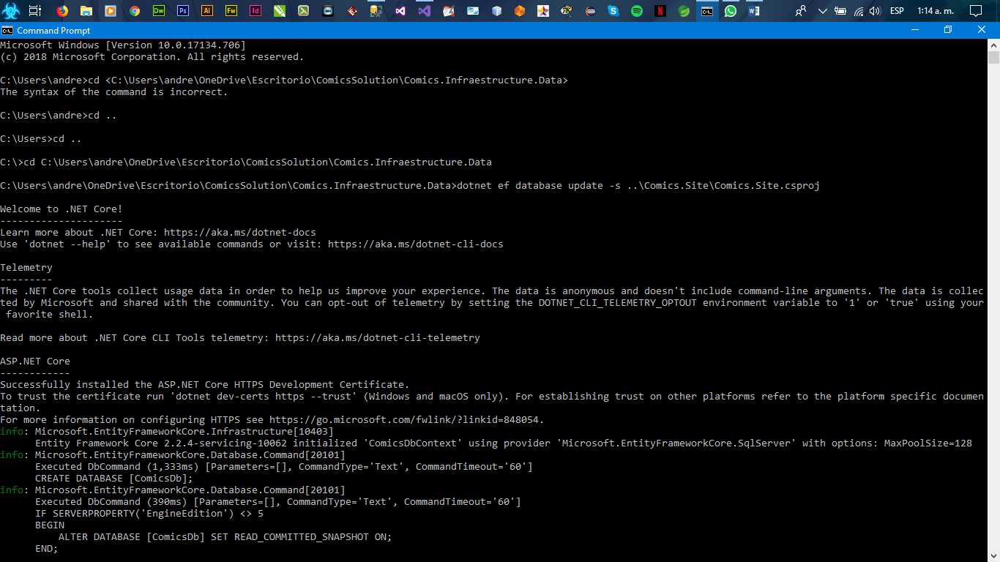 Dw Ps Ai Fw Id ESP 1:14 a. m.
Command Prompt
Microsoft Windows [Version 10.0.17134.706]
(c) 2018 Microsoft Corporation. All rights reserved.
C:\Users\andre>cd <C:\Users\andre\OneDrive\Escritorio\ComicsSolution\Comics.Infraestructure.Data>
The syntax of the command is incorrect.
C:\Users\andre>cd ..
C:\Users>cd ..
C:\>cd C:\Users\andre\OneDrive\Escritorio\ComicsSolution\Comics.Infraestructure.Data
C:\Users\andre\OneDrive\Escritorio\ComicsSolution\Comics.Infraestructure.Data>dotnet ef database update -s ..\Comics.Site\Comics.Site.csproj
Welcome to .NET Core!
---------------------
Learn more about .NET Core: https://aka.ms/dotnet-docs
Use 'dotnet --help' to see available commands or visit: https://aka.ms/dotnet-cli-docs
Telemetry
---------
The .NET Core tools collect usage data in order to help us improve your experience. The data is anonymous and doesn't include command-line arguments. The data is collec
ted by Microsoft and shared with the community. You can opt-out of telemetry by setting the DOTNET_CLI_TELEMETRY_OPTOUT environment variable to '1' or 'true' using your
favorite shell.
Read more about .NET Core CLI Tools telemetry: https://aka.ms/dotnet-cli-telemetry
ASP.NET Core
------------
Successfully installed the ASP.NET Core HTTPS Development Certificate.
To trust the certificate run 'dotnet dev-certs https --trust' (Windows and macOS only). For establishing trust on other platforms refer to the platform specific documen
tation.
For more information on configuring HTTPS see https://go.microsoft.com/fwlink/?linkid=848054.
info: Microsoft.EntityFrameworkCore.Infrastructure[10403]
Entity Framework Core 2.2.4-servicing-10062 initialized 'ComicsDbContext' using provider 'Microsoft.EntityFrameworkCore.SqlServer' with options: MaxPoolSize=128
info: Microsoft.EntityFrameworkCore.Database.Command[20101]
Executed DbCommand (1,333ms) [Parameters=[], CommandType='Text', CommandTimeout='60']
CREATE DATABASE [ComicsDb];
info: Microsoft.EntityFrameworkCore.Database.Command[20101]
Executed DbCommand (390ms) [Parameters=[], CommandType='Text', CommandTimeout='60']
IF SERVERPROPERTY('EngineEdition') <> 5
BEGIN
ALTER DATABASE [ComicsDb] SET READ_COMMITTED_SNAPSHOT ON;
END;